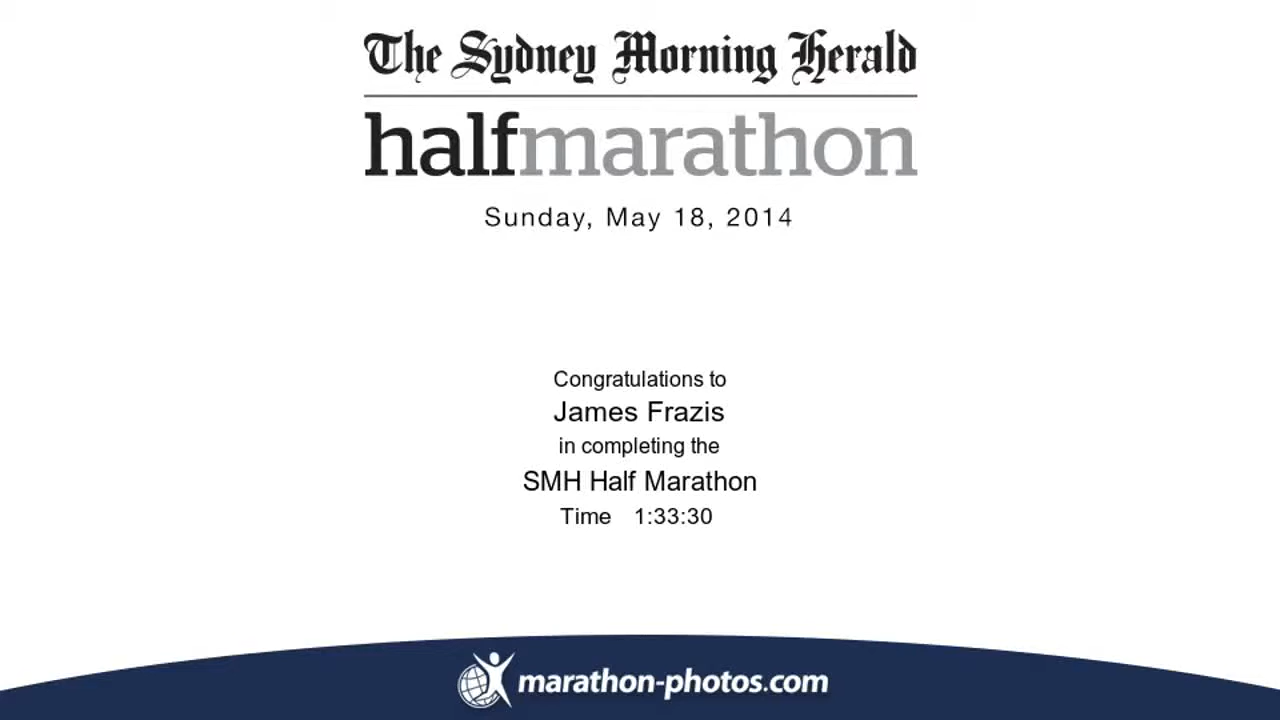 The Sydney Morning Herald
halfmarathon
Sunday, May 18, 2014
Congratulations to
James Frazis
in completing the
SMH Half Marathon
Time 1:33:30
marathon-photos.com